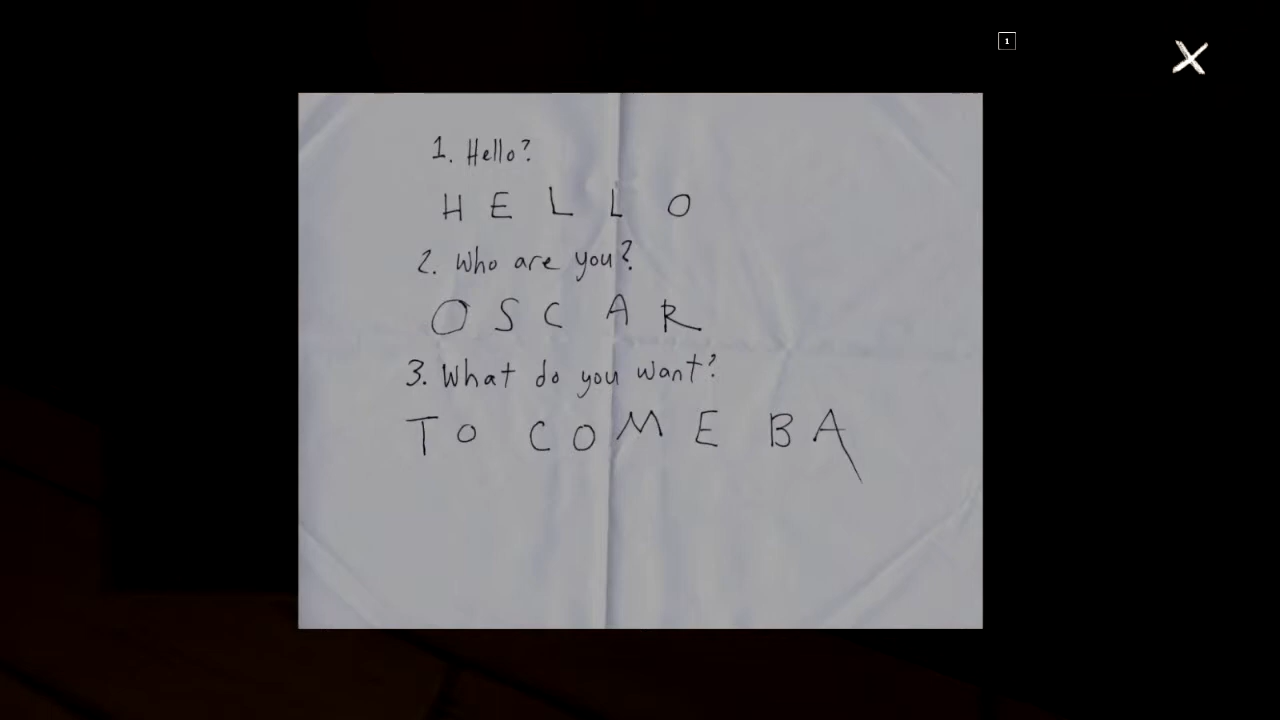 1
1. Hello?
H E L L O
2. Who are you?
O S C A R
3. What do you want?
T O C O M E B A